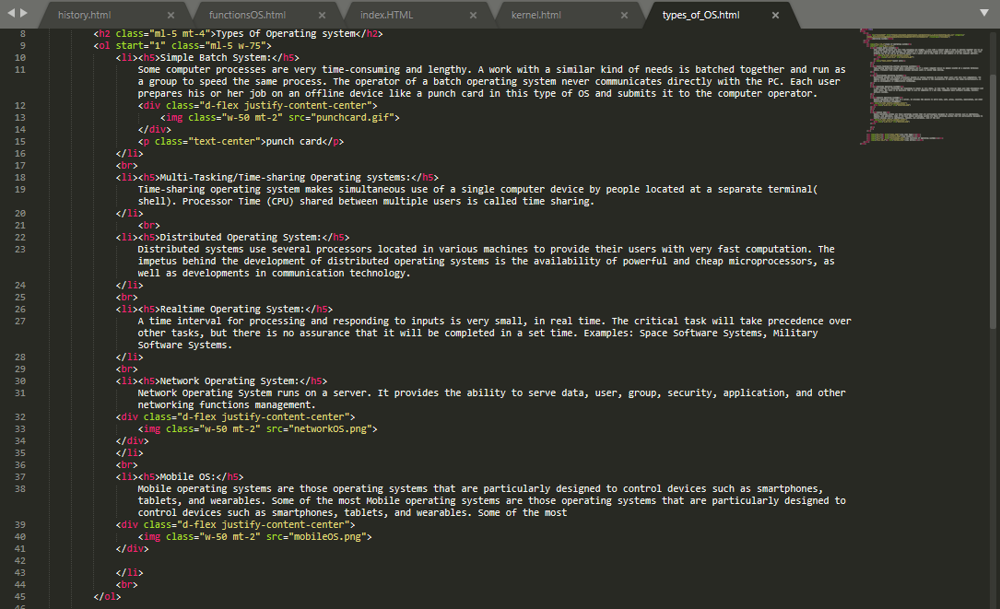 history.html × functionsOS.html × index.HTML × kernel.html × types_of_OS.html ×
8 <h2 class="ml-5 mt-4">Types Of Operating system</h2>
9 <ol start="1" class="ml-5 w-75">
10 <li><h5>Simple Batch System:</h5>
11 Some computer processes are very time-consuming and lengthy. A work with a similar kind of needs is batched together and run as
a group to speed the same process. The operator of a batch operating system never communicates directly with the PC. Each user
prepares his or her job on an offline device like a punch card in this type of OS and submits it to the computer operator.
12 <div class="d-flex justify-content-center">
13 <img class="w-50 mt-2" src="punchcard.gif">
14 </div>
15 <p class="text-center">punch card</p>
16 </li>
17 <br>
18 <li><h5>Multi-Tasking/Time-sharing Operating systems:</h5>
19 Time-sharing operating system makes simultaneous use of a single computer device by people located at a separate terminal(
shell). Processor Time (CPU) shared between multiple users is called time sharing.
20 </li>
21 <br>
22 <li><h5>Distributed Operating System:</h5>
23 Distributed systems use several processors located in various machines to provide their users with very fast computation. The
impetus behind the development of distributed operating systems is the availability of powerful and cheap microprocessors, as
well as developments in communication technology.
24 </li>
25 <br>
26 <li><h5>Realtime Operating System:</h5>
27 A time interval for processing and responding to inputs is very small, in real time. The critical task will take precedence over
other tasks, but there is no assurance that it will be completed in a set time. Examples: Space Software Systems, Military
Software Systems.
28 </li>
29 <br>
30 <li><h5>Network Operating System:</h5>
31 Network Operating System runs on a server. It provides the ability to serve data, user, group, security, application, and other
networking functions management.
32 <div class="d-flex justify-content-center">
33 <img class="w-50 mt-2" src="networkOS.png">
34 </div>
35 </li>
36 <br>
37 <li><h5>Mobile OS:</h5>
38 Mobile operating systems are those operating systems that are particularly designed to control devices such as smartphones,
tablets, and wearables. Some of the most Mobile operating systems are those operating systems that are particularly designed to
control devices such as smartphones, tablets, and wearables. Some of the most
39 <div class="d-flex justify-content-center">
40 <img class="w-50 mt-2" src="mobileOS.png">
41 </div>
42
43 </li>
44 <br>
45 </ol>